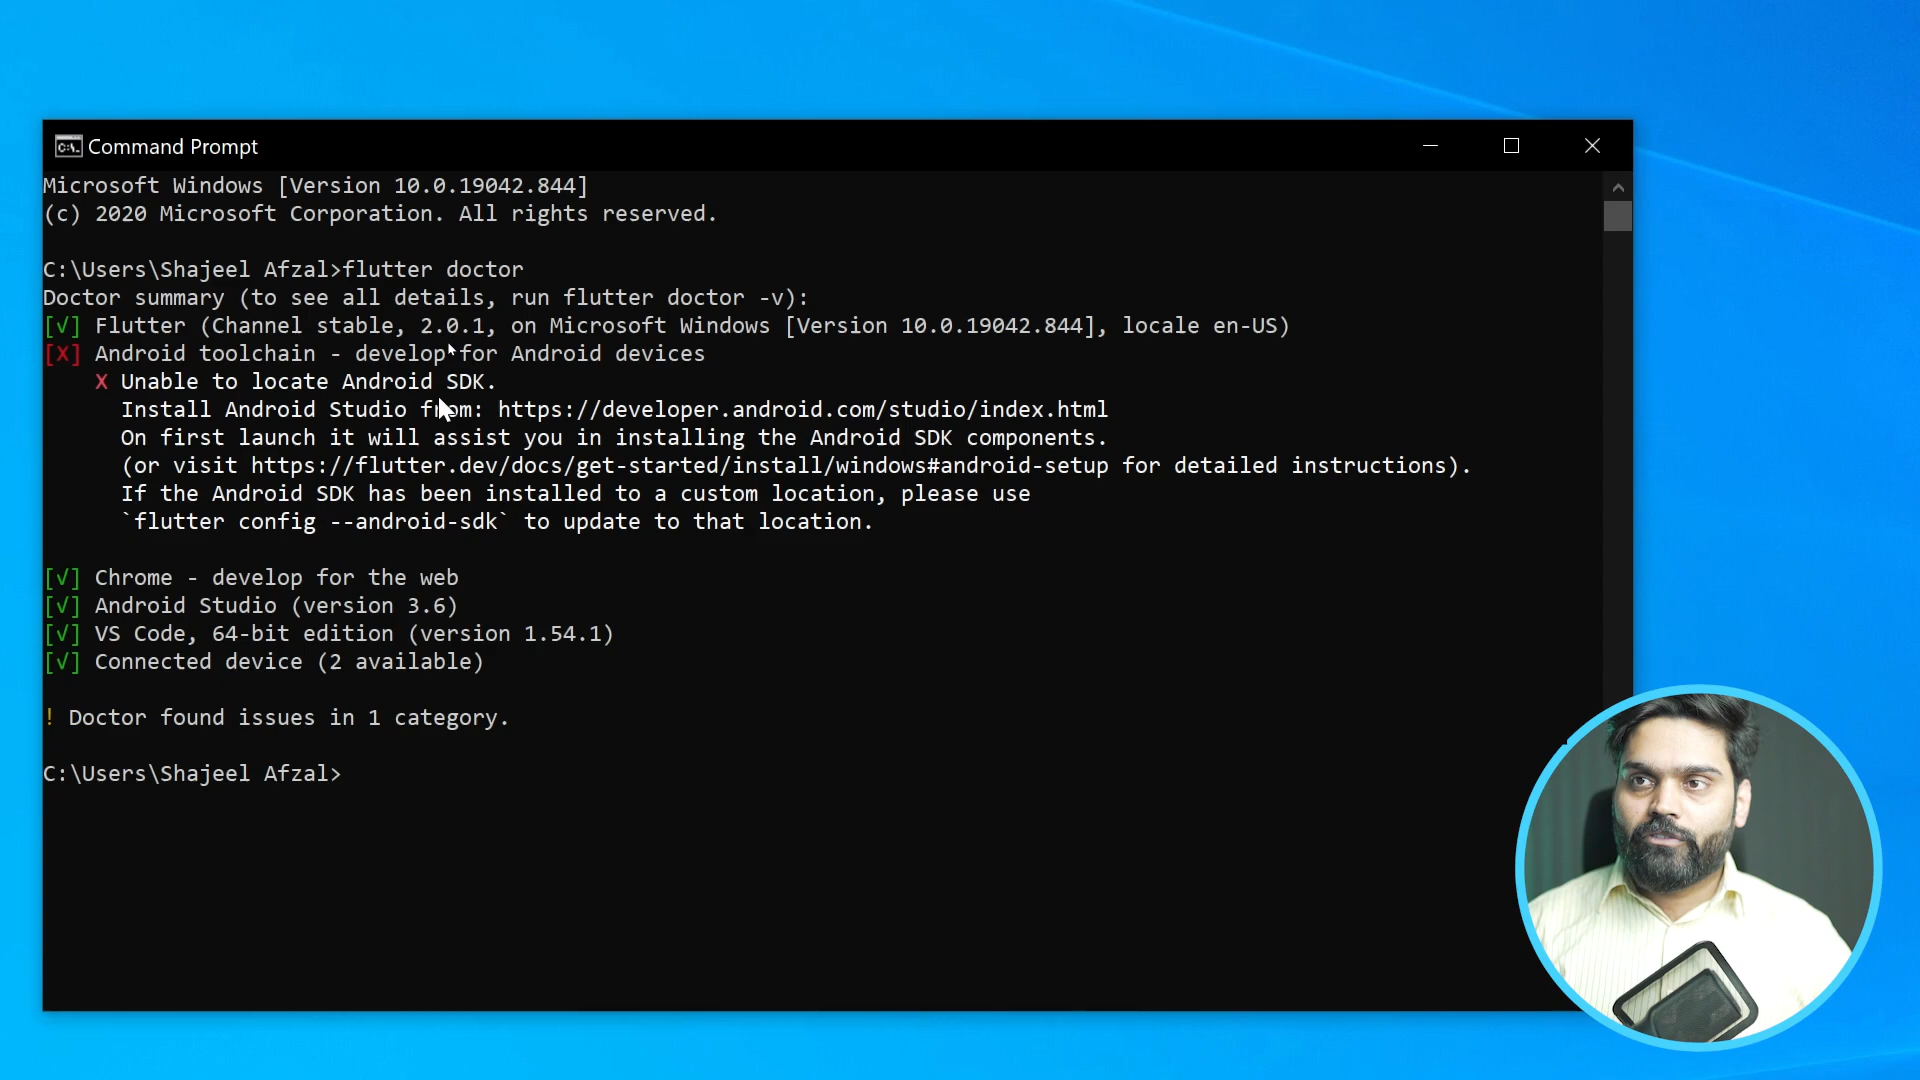 Command Prompt
Microsoft Windows [Version 10.0.19042.844]
(c) 2020 Microsoft Corporation. All rights reserved.
C:\Users\Shajeel Afzal>flutter doctor
Doctor summary (to see all details, run flutter doctor -v):
[√] Flutter (Channel stable, 2.0.1, on Microsoft Windows [Version 10.0.19042.844], locale en-US)
[X] Android toolchain - develop for Android devices
X Unable to locate Android SDK.
Install Android Studio from: https://developer.android.com/studio/index.html
On first launch it will assist you in installing the Android SDK components.
(or visit https://flutter.dev/docs/get-started/install/windows#android-setup for detailed instructions).
If the Android SDK has been installed to a custom location, please use
`flutter config --android-sdk` to update to that location.
[√] Chrome - develop for the web
[√] Android Studio (version 3.6)
[√] VS Code, 64-bit edition (version 1.54.1)
[√] Connected device (2 available)
! Doctor found issues in 1 category.
C:\Users\Shajeel Afzal>